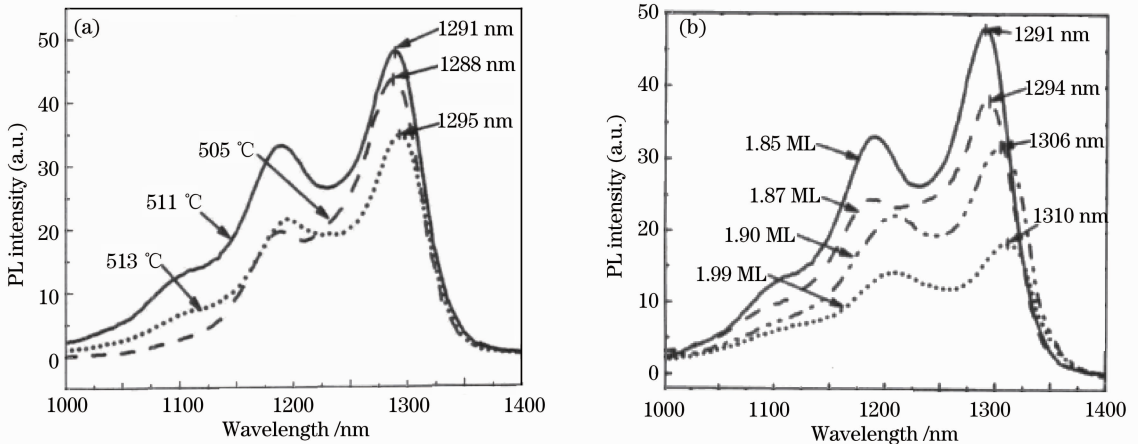 (a)
50
40
30
20
10
0
PL intensity (a.u.)
1291 nm
1288 nm
1295 nm
505 ℃
511 ℃
513 ℃
1000 1100 1200 1300 1400
Wavelength /nm
(b)
50
40
30
20
10
0
PL intensity (a.u.)
1291 nm
1294 nm
1306 nm
1310 nm
1.85 ML
1.87 ML
1.90 ML
1.99 ML
1000 1100 1200 1300 1400
Wavelength /nm